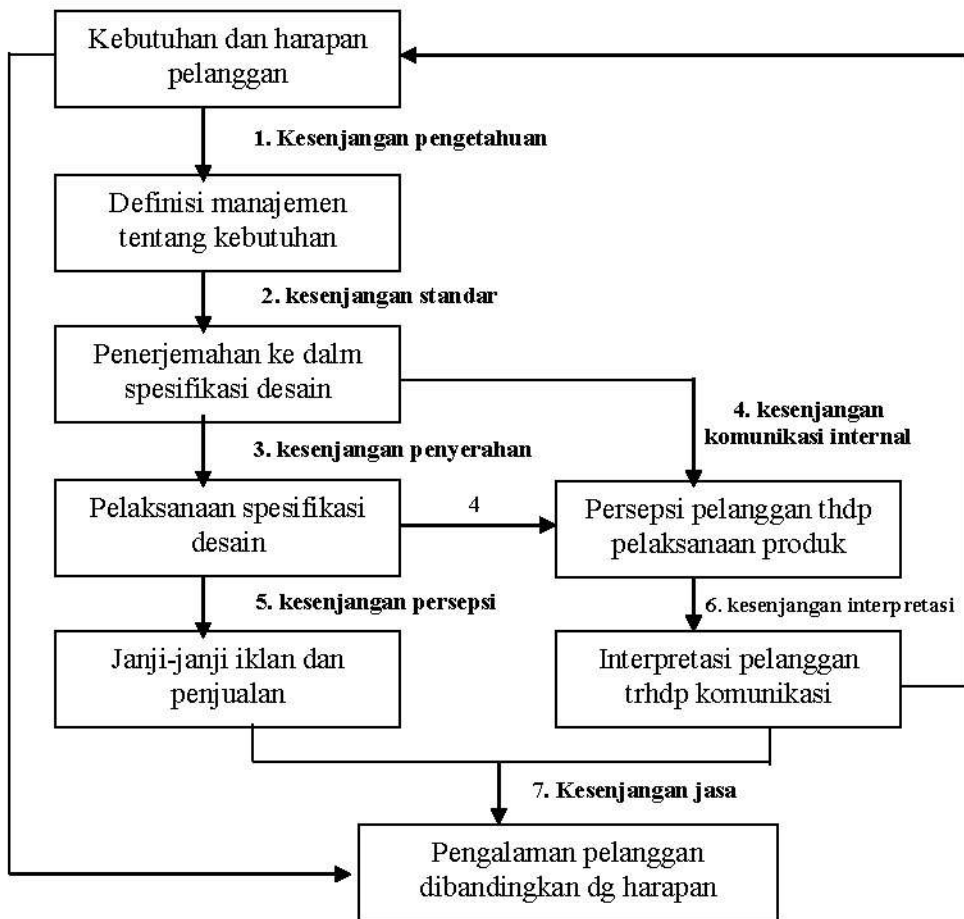 Kebutuhan dan harapan
pelanggan
1. Kesenjangan pengetahuan
Definisi manajemen
tentang kebutuhan
2. kesenjangan standar
Penerjemahan ke dalm
spesifikasi desain
4. kesenjangan
komunikasi internal
3. kesenjangan penyerahan
Pelaksanaan spesifikasi
desain
4
Persepsi pelanggan thdp
pelaksanaan produk
5. kesenjangan persepsi
6. kesenjangan interpretasi
Janji-janji iklan dan
penjualan
Interpretasi pelanggan
trhdp komunikasi
7. Kesenjangan jasa
Pengalaman pelanggan
dibandingkan dg harapan